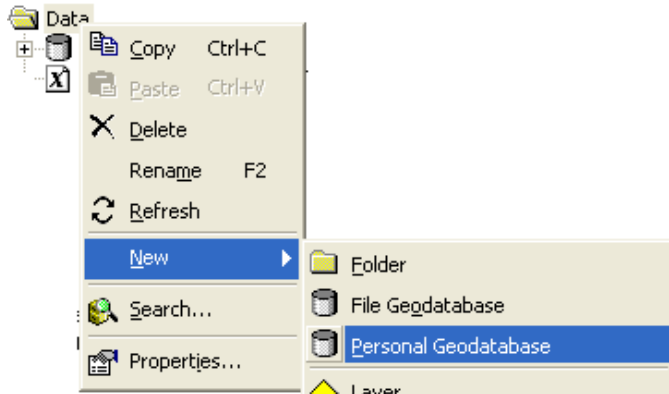 Data
Copy Ctrl+C
Paste Ctrl+V
Delete
Rename F2
Refresh
New
Folder
File Geodatabase
Search...
Personal Geodatabase
Properties...
Layer